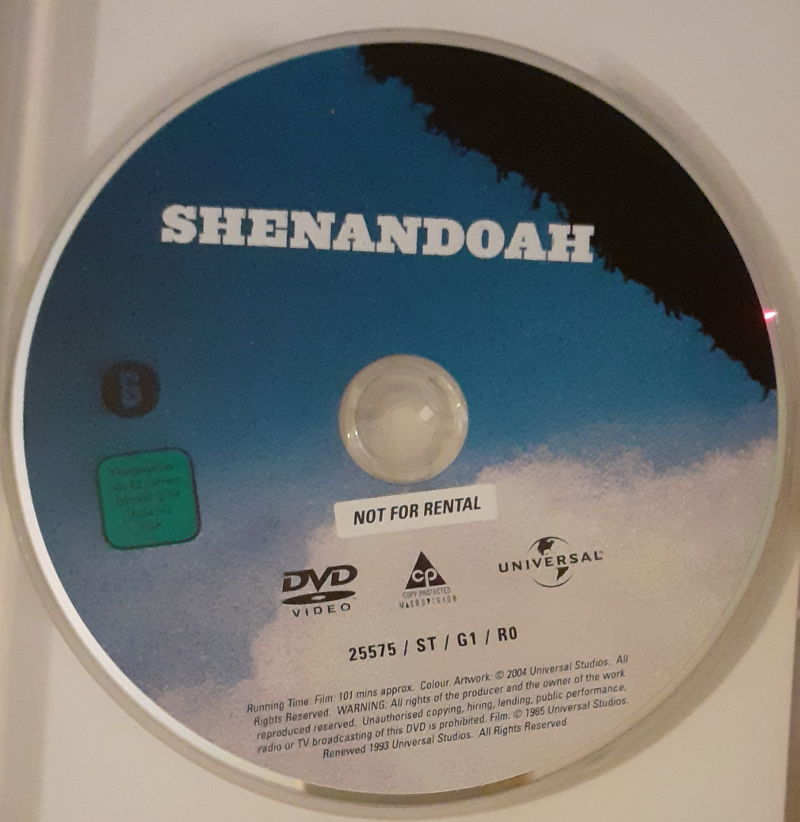 SHENANDOAH
NOT FOR RENTAL
DVD
VIDEO
cp
COPY PROTECTED
MACROVISION
UNIVERSAL
25575 / ST / G1 / R0
Running Time: Film: 101 mins approx. Colour. Artwork: © 2004 Universal Studios. All
Rights Reserved. WARNING: All rights of the producer and the owner of the work
reproduced reserved. Unauthorised copying, hiring, lending, public performance,
radio or TV broadcasting of this DVD is prohibited. Film: © 1965 Universal Studios.
Renewed 1993 Universal Studios. All Rights Reserved.